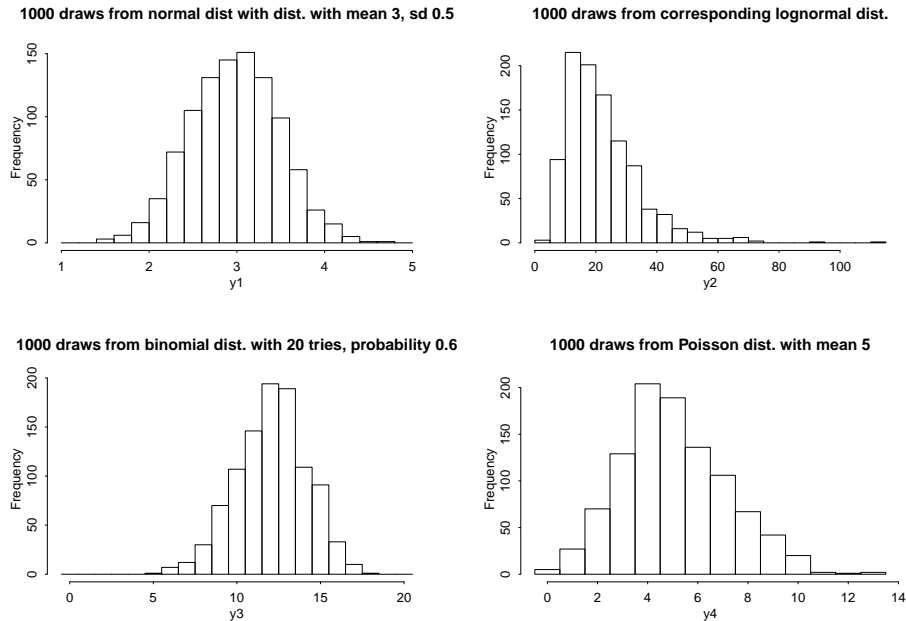 1000 draws from normal dist with dist. with mean 3, sd 0.5
Frequency
0
50
100
150
1 2 3 4 5
y1
1000 draws from corresponding lognormal dist.
Frequency
0
50
100
150
200
0 20 40 60 80 100
y2
1000 draws from binomial dist. with 20 tries, probability 0.6
Frequency
0
50
100
150
200
0 5 10 15 20
y3
1000 draws from Poisson dist. with mean 5
Frequency
0
50
100
150
200
0 2 4 6 8 10 12 14
y4